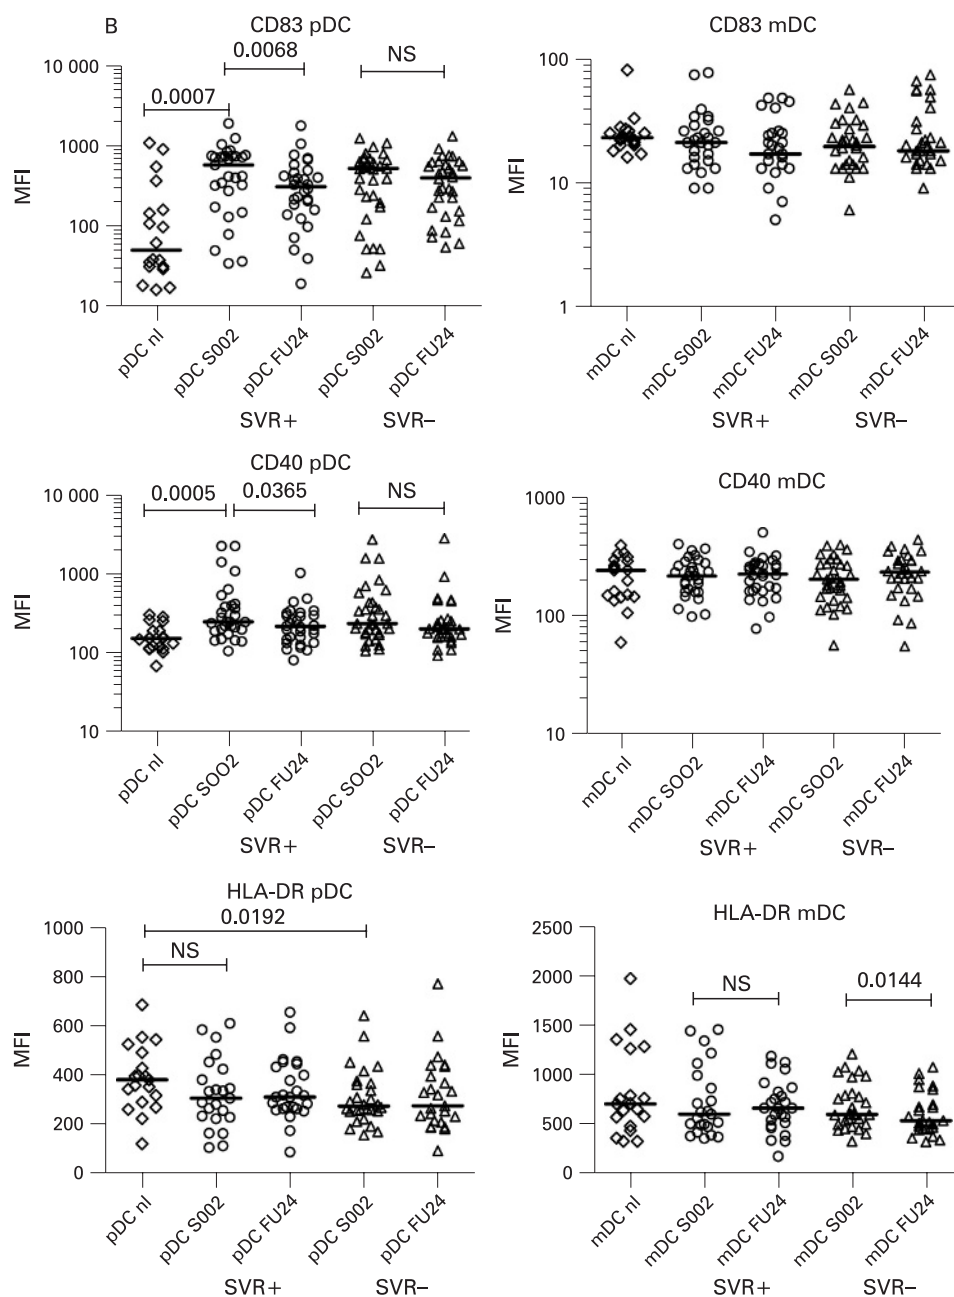 B
CD83 pDC
0.0068
NS
0.0007
10 000
1000
100
10
MFI
pDC nl
pDC S002
pDC FU24
pDC S002
pDC FU24
SVR+
SVR–
CD83 mDC
100
10
1
MFI
mDC nl
mDC S002
mDC FU24
mDC S002
mDC FU24
SVR+
SVR–
CD40 pDC
0.0005
0.0365
NS
10 000
1000
100
10
MFI
pDC nl
pDC SOO2
pDC FU24
pDC SOO2
pDC FU24
SVR+
SVR–
CD40 mDC
1000
100
10
MFI
mDC nl
mDC SOO2
mDC FU24
mDC SOO2
mDC FU24
SVR+
SVR–
HLA-DR pDC
0.0192
NS
1000
800
600
400
200
0
MFI
pDC nl
pDC S002
pDC FU24
pDC S002
pDC FU24
SVR+
SVR–
HLA-DR mDC
NS
0.0144
2500
2000
1500
1000
500
0
MFI
mDC nl
mDC S002
mDC FU24
mDC S002
mDC FU24
SVR+
SVR–